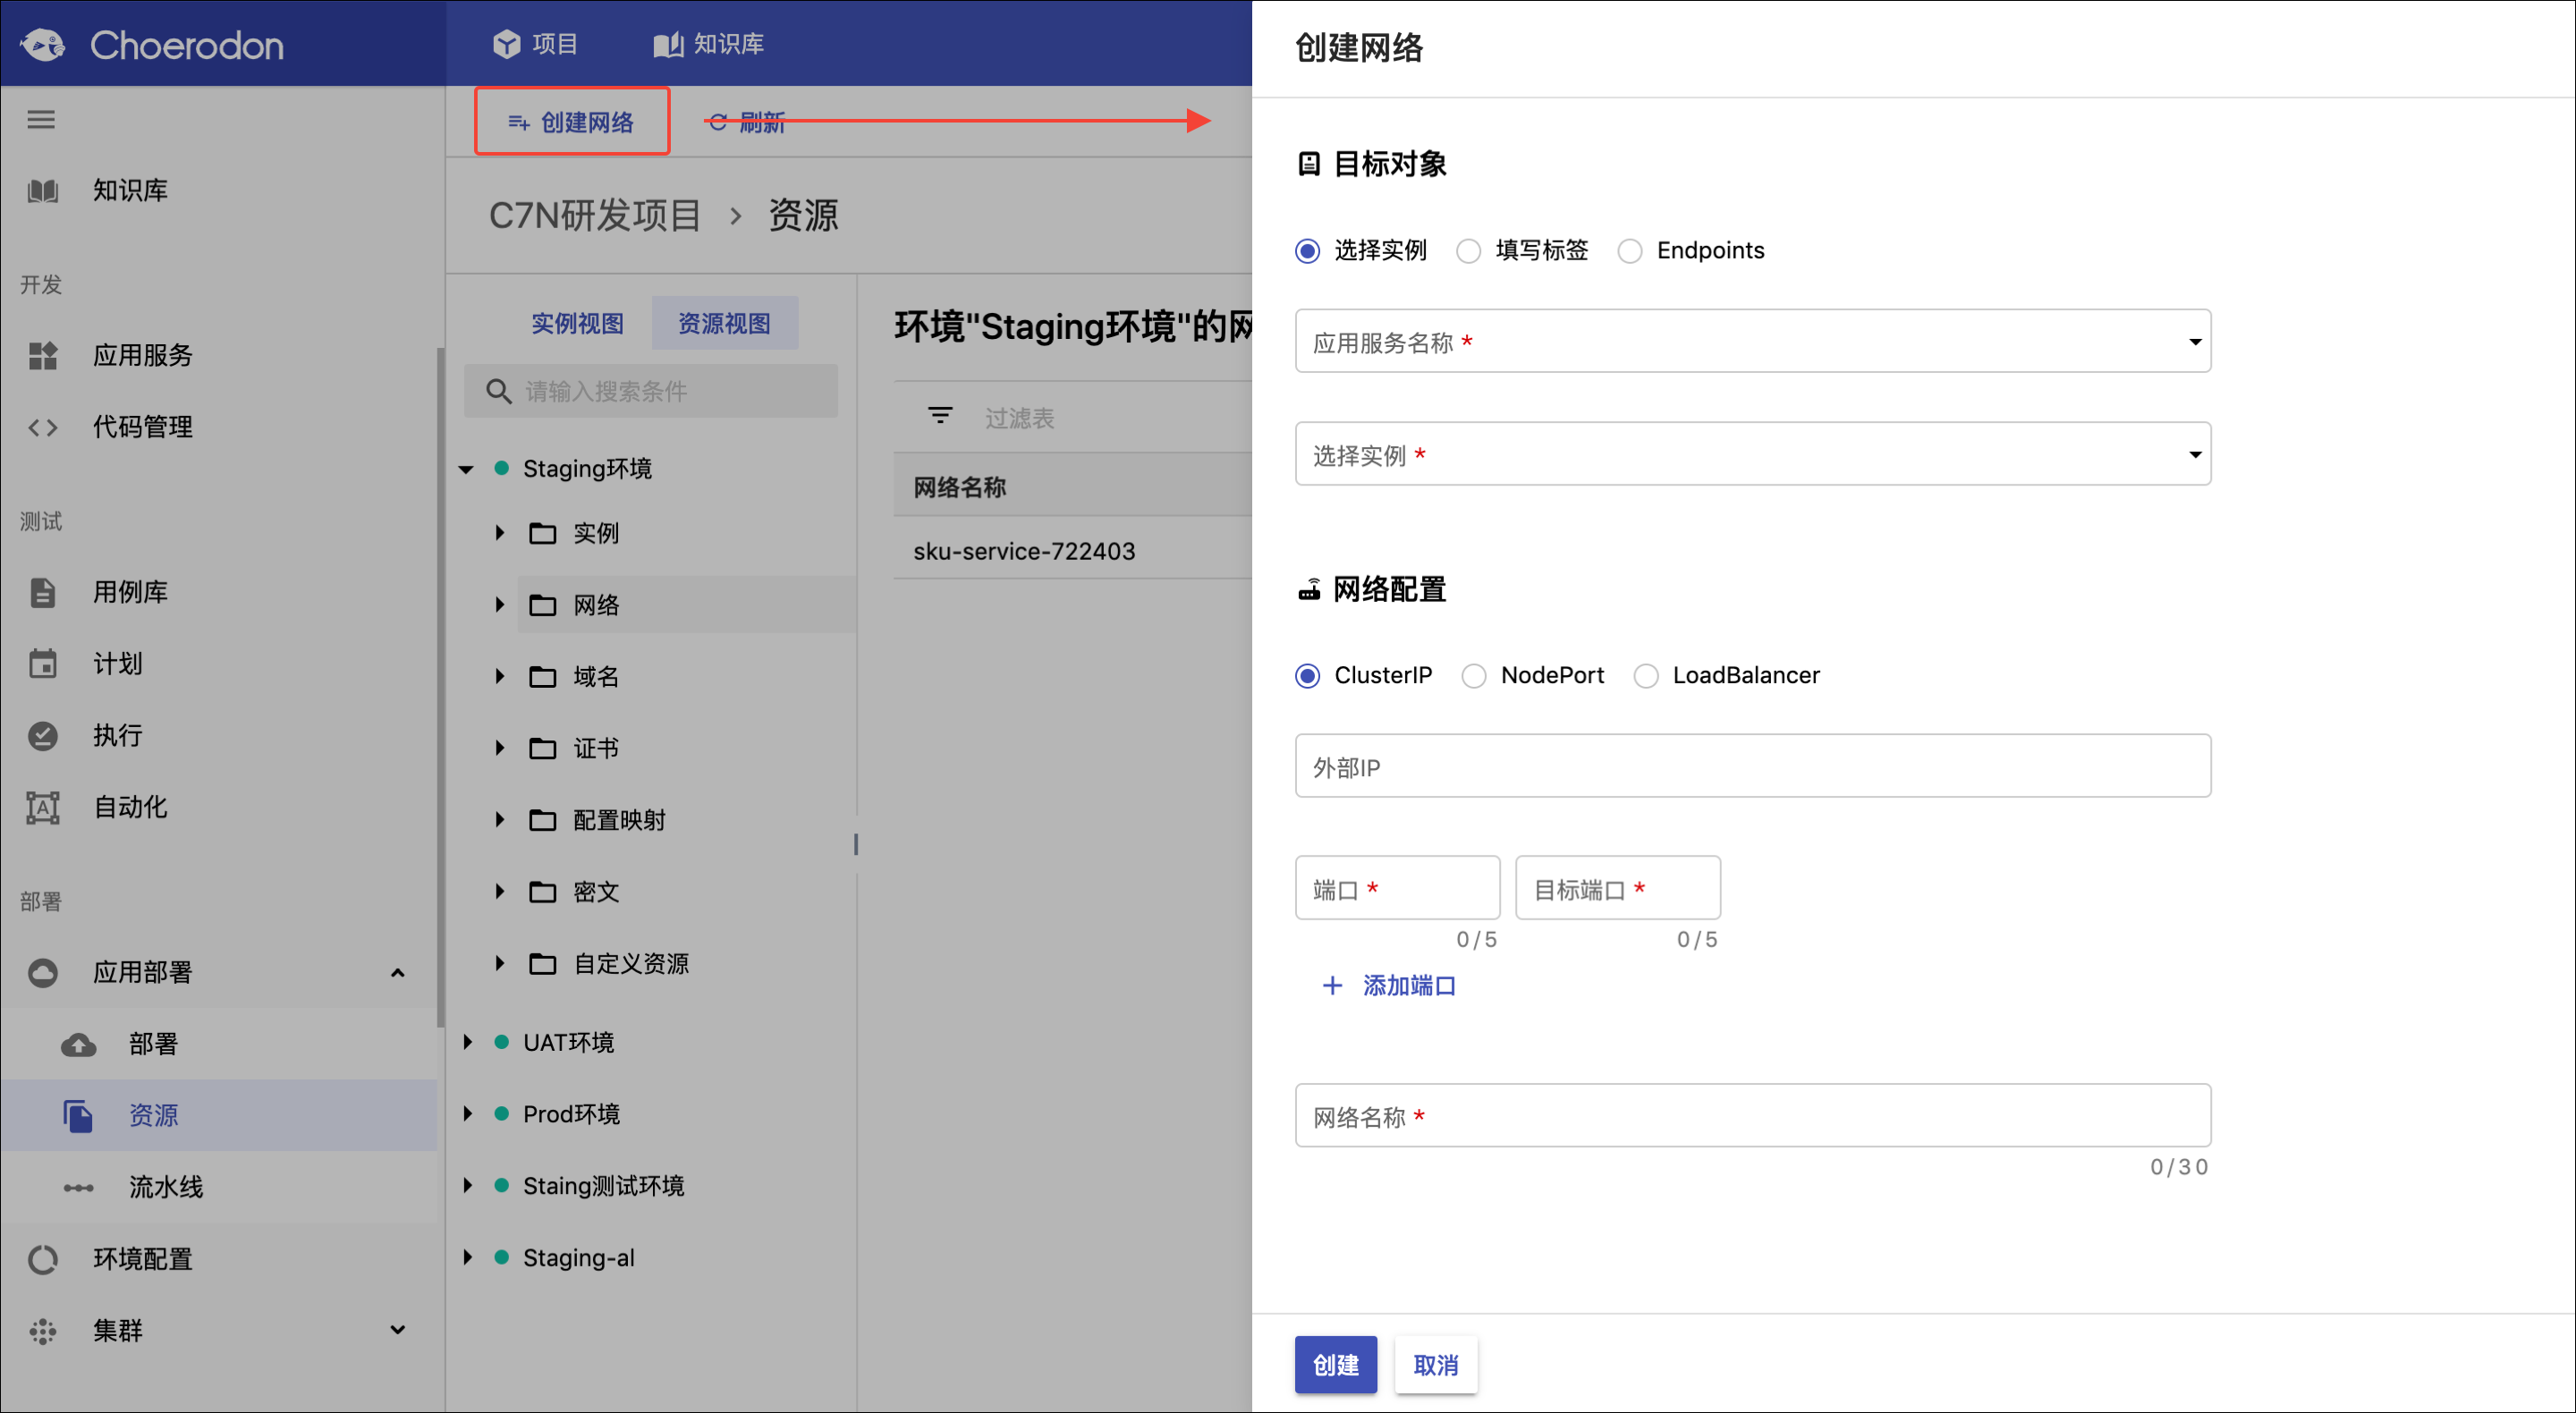 Choerodon
项目
知识库
创建网络
刷新
C7N研发项目 › 资源
知识库
开发
应用服务
代码管理
测试
用例库
计划
执行
自动化
部署
应用部署
部署
资源
流水线
环境配置
集群
实例视图
资源视图
请输入搜索条件
Staging环境
实例
网络
域名
证书
配置映射
密文
自定义资源
UAT环境
Prod环境
Staing测试环境
Staging-al
环境"Staging环境"的网
过滤表
网络名称
sku-service-722403
创建网络
目标对象
选择实例 填写标签 Endpoints
应用服务名称 *
选择实例 *
网络配置
ClusterIP NodePort LoadBalancer
外部IP
端口 * 目标端口 *
0/5 0/5
+ 添加端口
网络名称 *
0/30
创建 取消